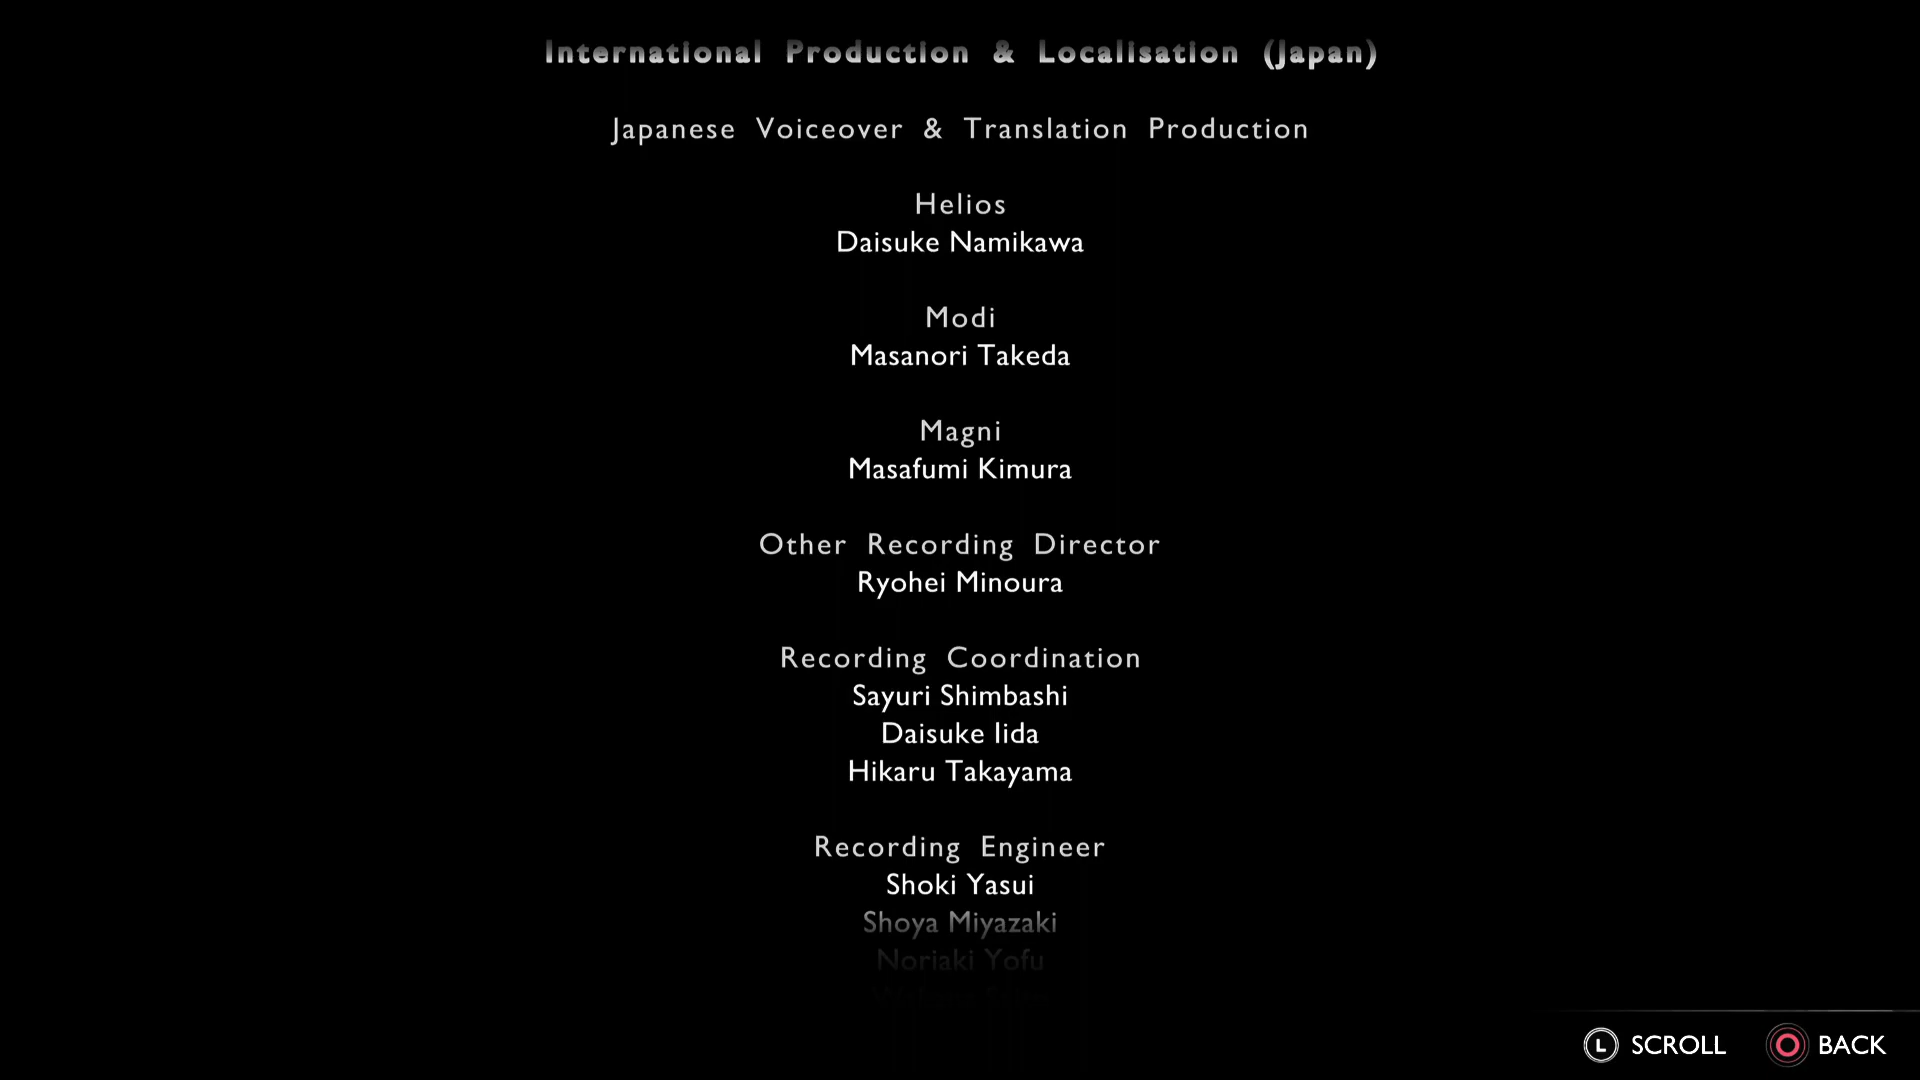 International Production & Localisation (Japan)
Japanese Voiceover & Translation Production
Helios
Daisuke Namikawa
Modi
Masanori Takeda
Magni
Masafumi Kimura
Other Recording Director
Ryohei Minoura
Recording Coordination
Sayuri Shimbashi
Daisuke Iida
Hikaru Takayama
Recording Engineer
Shoki Yasui
Shoya Miyazaki
Noriaki Yofu
L SCROLL
BACK